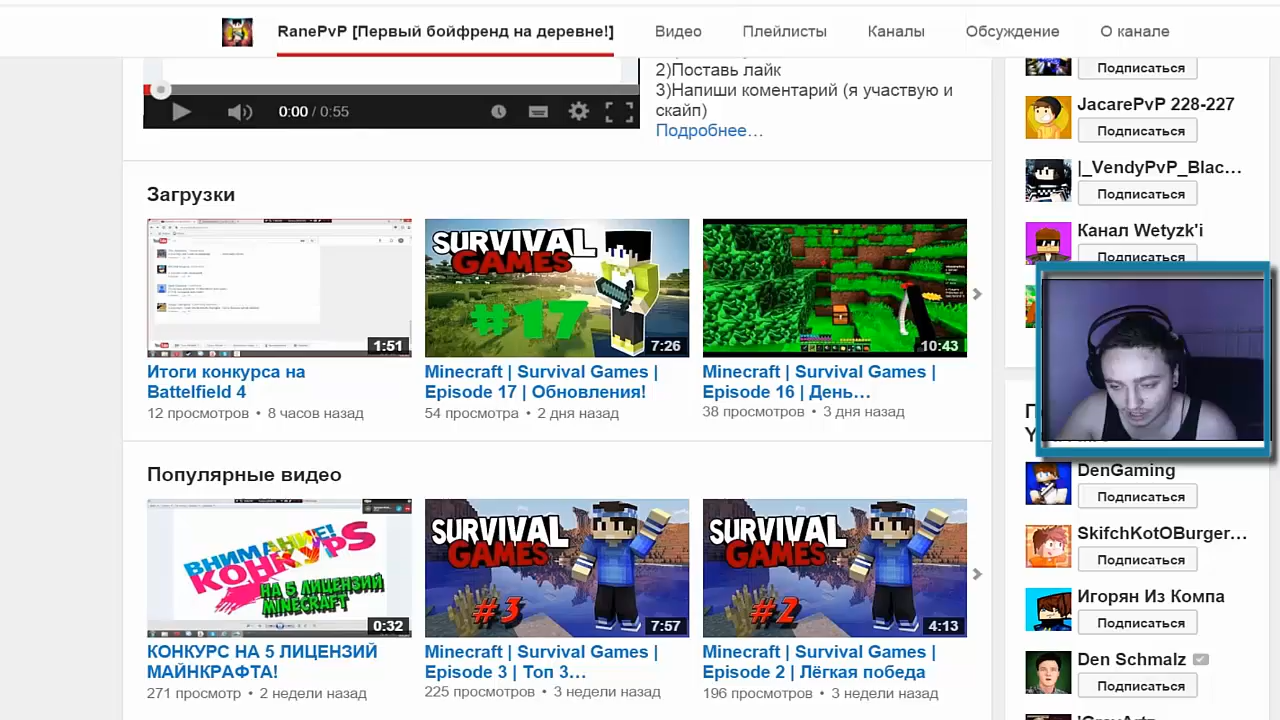 RanePvP [Первый бойфренд на деревне!]
Видео
Плейлисты
Каналы
Обсуждение
О канале
2)Поставь лайк
3)Напиши коментарий (я участвую и
скайп)
Подробнее…
0:00 / 0:55
Загрузки
1:51
Итоги конкурса на
Battelfield 4
12 просмотров • 8 часов назад
SURVIVAL
GAMES
#17
7:26
Minecraft | Survival Games |
Episode 17 | Обновления!
54 просмотра • 2 дня назад
10:43
Minecraft | Survival Games |
Episode 16 | День…
38 просмотров • 3 дня назад
Популярные видео
ВНИМАНИЕ!
КОНКУРС
НА 5 ЛИЦЕНЗИЙ
MINECRAFT!
0:32
КОНКУРС НА 5 ЛИЦЕНЗИЙ
МАЙНКРАФТА!
271 просмотр • 2 недели назад
SURVIVAL
GAMES
#3
7:57
Minecraft | Survival Games |
Episode 3 | Топ 3…
225 просмотров • 3 недели назад
SURVIVAL
GAMES
#2
4:13
Minecraft | Survival Games |
Episode 2 | Лёгкая победа
196 просмотров • 3 недели назад
Подписаться
JacarePvP 228-227
Подписаться
|_VendyPvP_Blac…
Подписаться
Канал Wetyzk'i
Подписаться
DenGaming
Подписаться
SkifchKotOBurger…
Подписаться
Игорян Из Компа
Подписаться
Den Schmalz
Подписаться